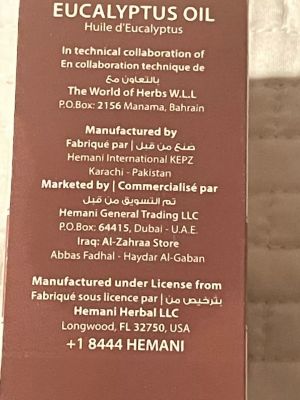 EUCALYPTUS OIL
Huile d'Eucalyptus
In technical collaboration of
En collaboration technique de
بالتعاون مع
The World of Herbs W.L.L
P.O.Box: 2156 Manama, Bahrain
Manufactured by
Fabriqué par | صنع من قبل
Hemani International KEPZ
Karachi - Pakistan
Marketed by | Commercialisé par
تم التسويق من قبل
Hemani General Trading LLC
P.O.Box: 64415, Dubai - U.A.E.
Iraq: Al-Zahraa Store
Abbas Fadhal - Haydar Al-Gaban
Manufactured under License from
Fabriqué sous licence par | بترخيص من
Hemani Herbal LLC
Longwood, FL 32750, USA
+1 8444 HEMANI